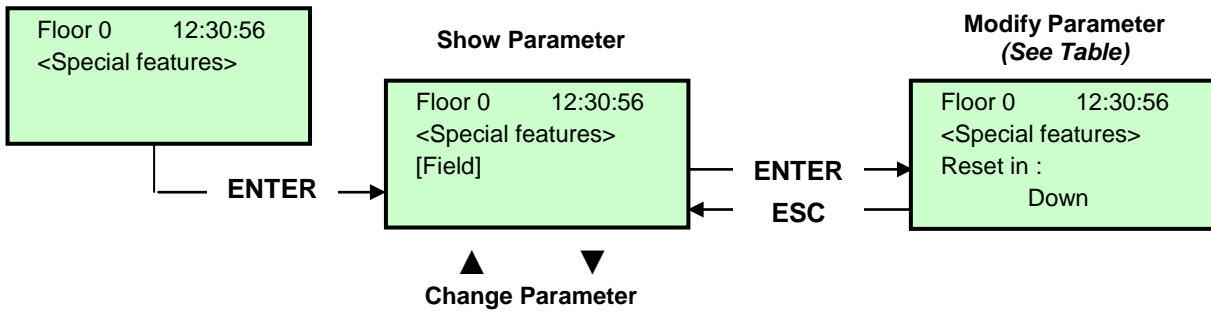 Floor 0 12:30:56
<Special features>
ENTER
Show Parameter
Floor 0 12:30:56
<Special features>
[Field]
▲ ▼
Change Parameter
ENTER
ESC
Modify Parameter
(See Table)
Floor 0 12:30:56
<Special features>
Reset in :
Down